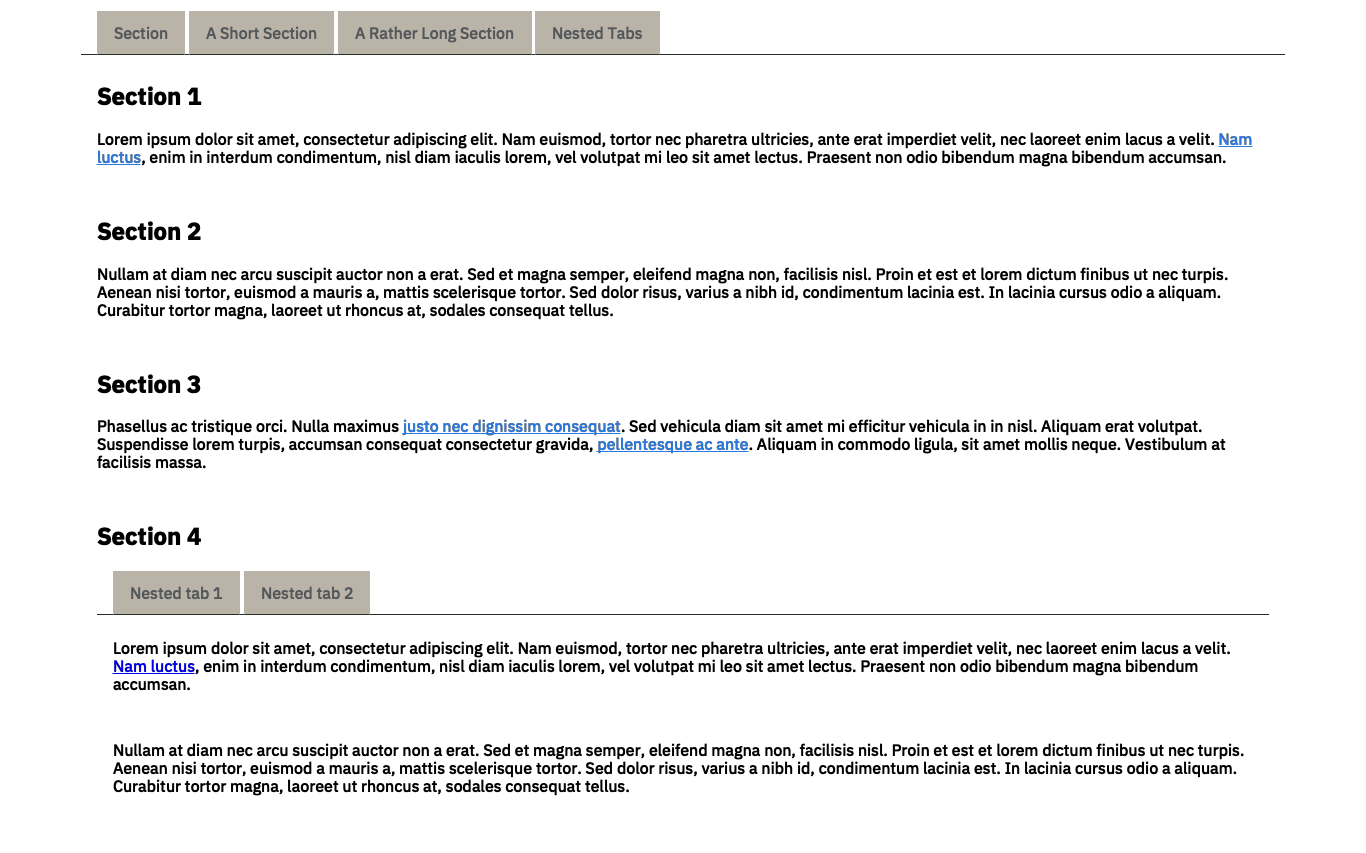 Section A Short Section A Rather Long Section Nested Tabs
Section 1
Lorem ipsum dolor sit amet, consectetur adipiscing elit. Nam euismod, tortor nec pharetra ultricies, ante erat imperdiet velit, nec laoreet enim lacus a velit. Nam
luctus, enim in interdum condimentum, nisl diam iaculis lorem, vel volutpat mi leo sit amet lectus. Praesent non odio bibendum magna bibendum accumsan.
Section 2
Nullam at diam nec arcu suscipit auctor non a erat. Sed et magna semper, eleifend magna non, facilisis nisl. Proin et est et lorem dictum finibus ut nec turpis.
Aenean nisi tortor, euismod a mauris a, mattis scelerisque tortor. Sed dolor risus, varius a nibh id, condimentum lacinia est. In lacinia cursus odio a aliquam.
Curabitur tortor magna, laoreet ut rhoncus at, sodales consequat tellus.
Section 3
Phasellus ac tristique orci. Nulla maximus justo nec dignissim consequat. Sed vehicula diam sit amet mi efficitur vehicula in in nisl. Aliquam erat volutpat.
Suspendisse lorem turpis, accumsan consequat consectetur gravida, pellentesque ac ante. Aliquam in commodo ligula, sit amet mollis neque. Vestibulum at
facilisis massa.
Section 4
Nested tab 1 Nested tab 2
Lorem ipsum dolor sit amet, consectetur adipiscing elit. Nam euismod, tortor nec pharetra ultricies, ante erat imperdiet velit, nec laoreet enim lacus a velit.
Nam luctus, enim in interdum condimentum, nisl diam iaculis lorem, vel volutpat mi leo sit amet lectus. Praesent non odio bibendum magna bibendum
accumsan.
Nullam at diam nec arcu suscipit auctor non a erat. Sed et magna semper, eleifend magna non, facilisis nisl. Proin et est et lorem dictum finibus ut nec turpis.
Aenean nisi tortor, euismod a mauris a, mattis scelerisque tortor. Sed dolor risus, varius a nibh id, condimentum lacinia est. In lacinia cursus odio a aliquam.
Curabitur tortor magna, laoreet ut rhoncus at, sodales consequat tellus.